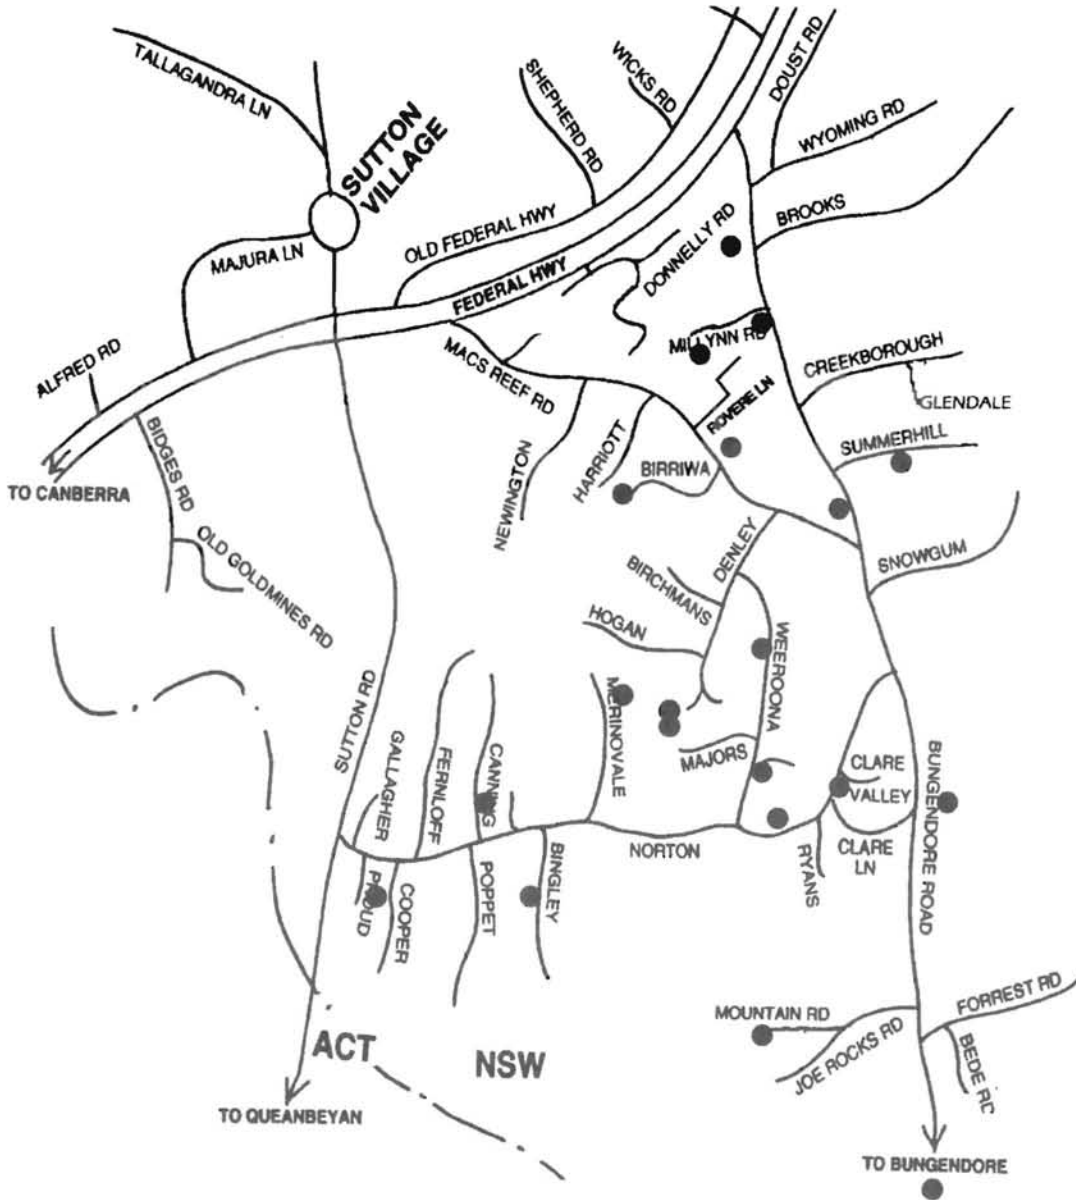 TALLAGANDRA LN
SUTTON
VILLAGE
SHEPHERD RD
WICKS RD
DOUST RD
WYOMING RD
BROOKS
MAJURA LN
OLD FEDERAL HWY
FEDERAL HWY
DONNELLY RD
MILLYNN RD
ALFRED RD
MACS REEF RD
ROVERE LN
CREEKBOROUGH
GLENDALE
BIDGES RD
NEWINGTON
HARRIOTT
BIRRIWA
SUMMERHILL
TO CANBERRA
OLD GOLDMINES RD
DENLEY
BIRCHMANS
SNOWGUM
HOGAN
WEEROONA
SUTTON RD
GALLAGHER
FERNLOFF
CANNING
MERINOVALE
MAJORS
CLARE
VALLEY
BUNGENDORE ROAD
NORTON
CLARE
LN
RYANS
PROUD
COOPER
POPPET
BINGLEY
MOUNTAIN RD
JOE ROCKS RD
FORREST RD
BEDE RD
ACT
NSW
TO QUEANBEYAN
TO BUNGENDORE